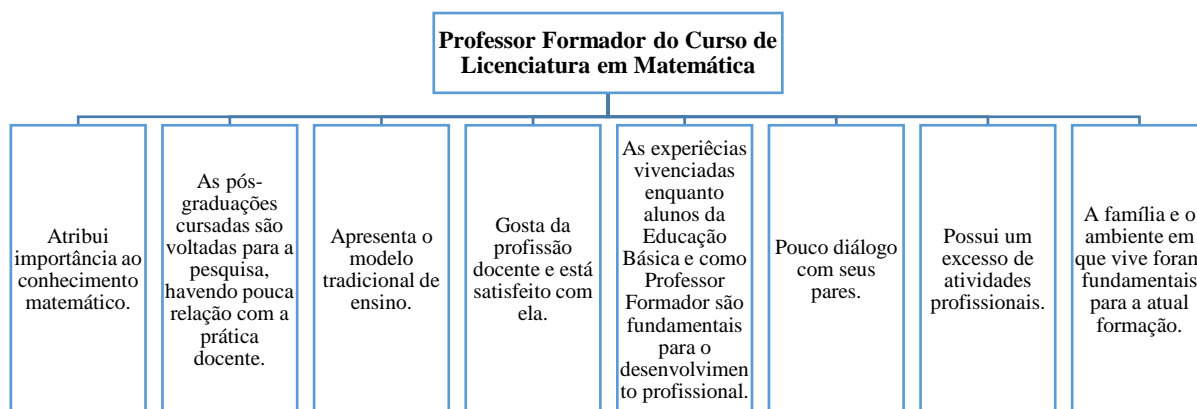 Professor Formador do Curso de
Licenciatura em Matemática
Atribui
importância ao
conhecimento
matemático.
As pós-
graduações
cursadas são
voltadas para a
pesquisa,
havendo pouca
relação com a
prática
docente.
Apresenta o
modelo
tradicional de
ensino.
Gosta da
profissão
docente e está
satisfeito com
ela.
As experiêcias
vivenciadas
enquanto
alunos da
Educação
Básica e como
Professor
Formador são
fundamentais
para o
desenvolvimen
to profissional.
Pouco diálogo
com seus
pares.
Possui um
excesso de
atividades
profissionais.
A família e o
ambiente em
que vive foram
fundamentais
para a atual
formação.